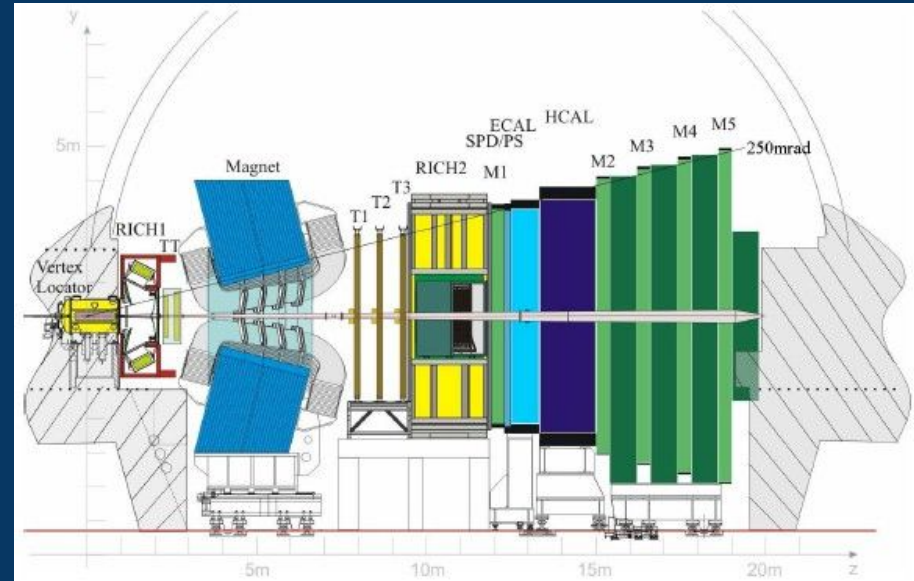 y
5m
Magnet
RICH1
TT
Vertex
Locator
T1
T2
T3
RICH2
M1
SPD/PS
ECAL
HCAL
M2
M3
M4
M5
250mrad
5m
10m
15m
20m
z